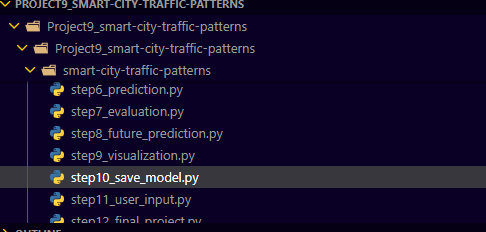 PROJECT9_SMART-CITY-TRAFFIC-PATTERNS
Project9_smart-city-traffic-patterns
Project9_smart-city-traffic-patterns
smart-city-traffic-patterns
step6_prediction.py
step7_evaluation.py
step8_future_prediction.py
step9_visualization.py
step10_save_model.py
step11_user_input.py
step12_final_project.py
OUTLINE